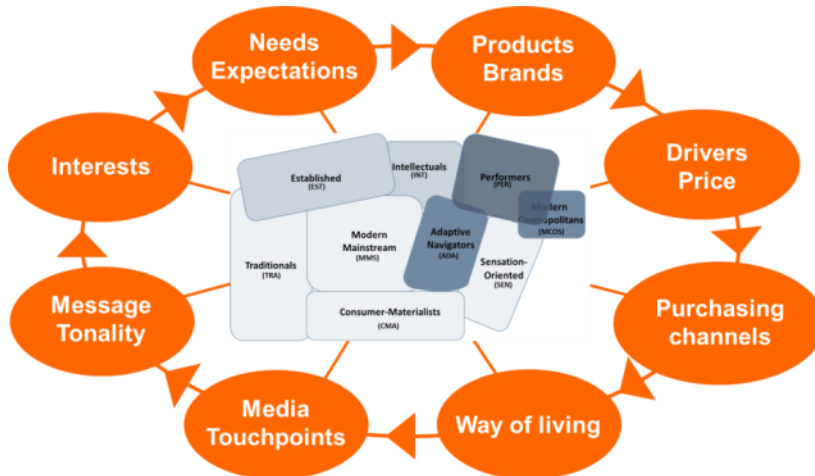 Needs
Expectations
Products
Brands
Interests
Drivers
Price
Established
(EST)
Intellectuals
(INT)
Performers
(PER)
Modern
Cosmopolitans
(MCOS)
Traditionals
(TRA)
Modern
Mainstream
(MMS)
Adaptive
Navigators
(ADA)
Sensation-
Oriented
(SEN)
Consumer-Materialists
(CMA)
Message
Tonality
Purchasing
channels
Media
Touchpoints
Way of living